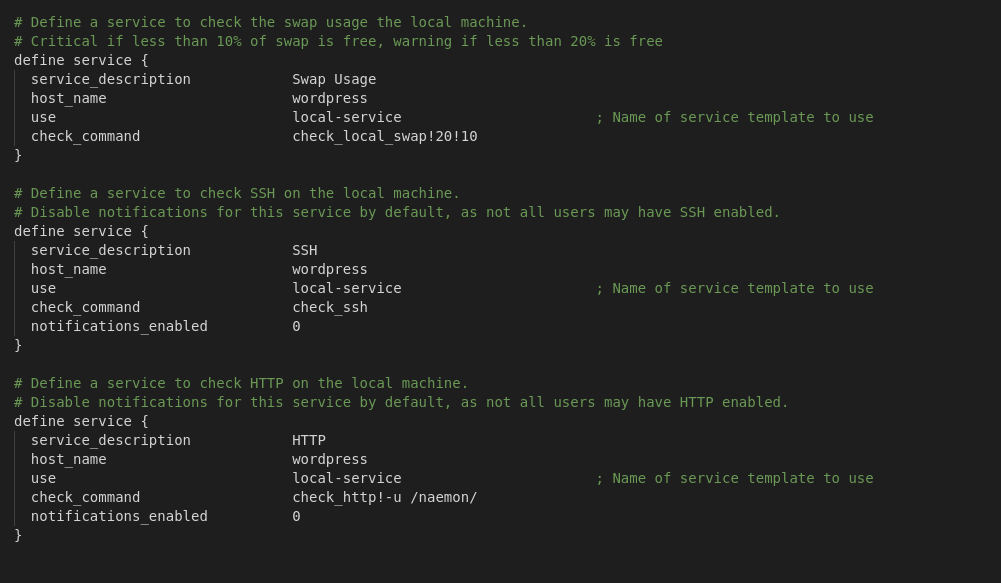 # Define a service to check the swap usage the local machine.
# Critical if less than 10% of swap is free, warning if less than 20% is free
define service {
  service_description            Swap Usage
  host_name                      wordpress
  use                            local-service                       ; Name of service template to use
  check_command                  check_local_swap!20!10
}

# Define a service to check SSH on the local machine.
# Disable notifications for this service by default, as not all users may have SSH enabled.
define service {
  service_description            SSH
  host_name                      wordpress
  use                            local-service                       ; Name of service template to use
  check_command                  check_ssh
  notifications_enabled          0
}

# Define a service to check HTTP on the local machine.
# Disable notifications for this service by default, as not all users may have HTTP enabled.
define service {
  service_description            HTTP
  host_name                      wordpress
  use                            local-service                       ; Name of service template to use
  check_command                  check_http!-u /naemon/
  notifications_enabled          0
}